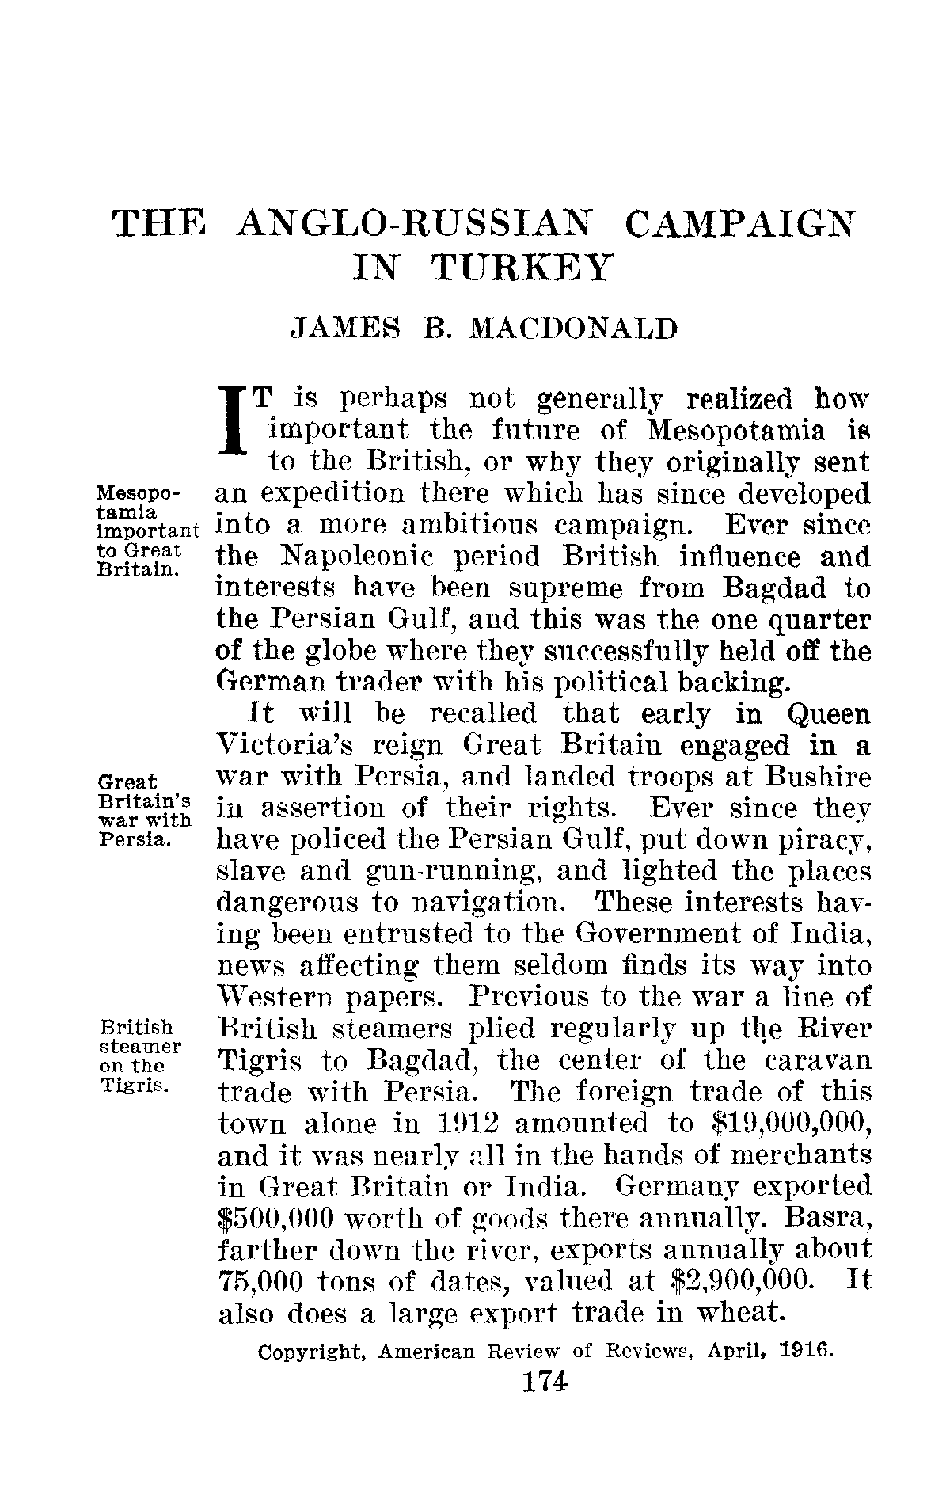 THE ANGLO-RUSSIAN CAMPAIGN
IN TURKEY
JAMES B. MACDONALD
IT is perhaps not generally realized how
important the future of Mesopotamia is
to the British, or why they originally sent
Mesopo-
tamia
important
to Great
Britain.
an expedition there which has since developed
into a more ambitious campaign. Ever since
the Napoleonic period British influence and
interests have been supreme from Bagdad to
the Persian Gulf, and this was the one quarter
of the globe where they successfully held off the
German trader with his political backing.
It will be recalled that early in Queen
Victoria's reign Great Britain engaged in a
Great
Britain's
war with
Persia.
war with Persia, and landed troops at Bushire
in assertion of their rights. Ever since they
have policed the Persian Gulf, put down piracy,
slave and gun-running, and lighted the places
dangerous to navigation. These interests hav-
ing been entrusted to the Government of India,
news affecting them seldom finds its way into
Western papers. Previous to the war a line of
British
steamer
on the
Tigris.
British steamers plied regularly up the River
Tigris to Bagdad, the center of the caravan
trade with Persia. The foreign trade of this
town alone in 1912 amounted to $19,000,000,
and it was nearly all in the hands of merchants
in Great Britain or India. Germany exported
$500,000 worth of goods there annually. Basra,
farther down the river, exports annually about
75,000 tons of dates, valued at $2,900,000. It
also does a large export trade in wheat.
Copyright, American Review of Reviews, April, 1916.
174